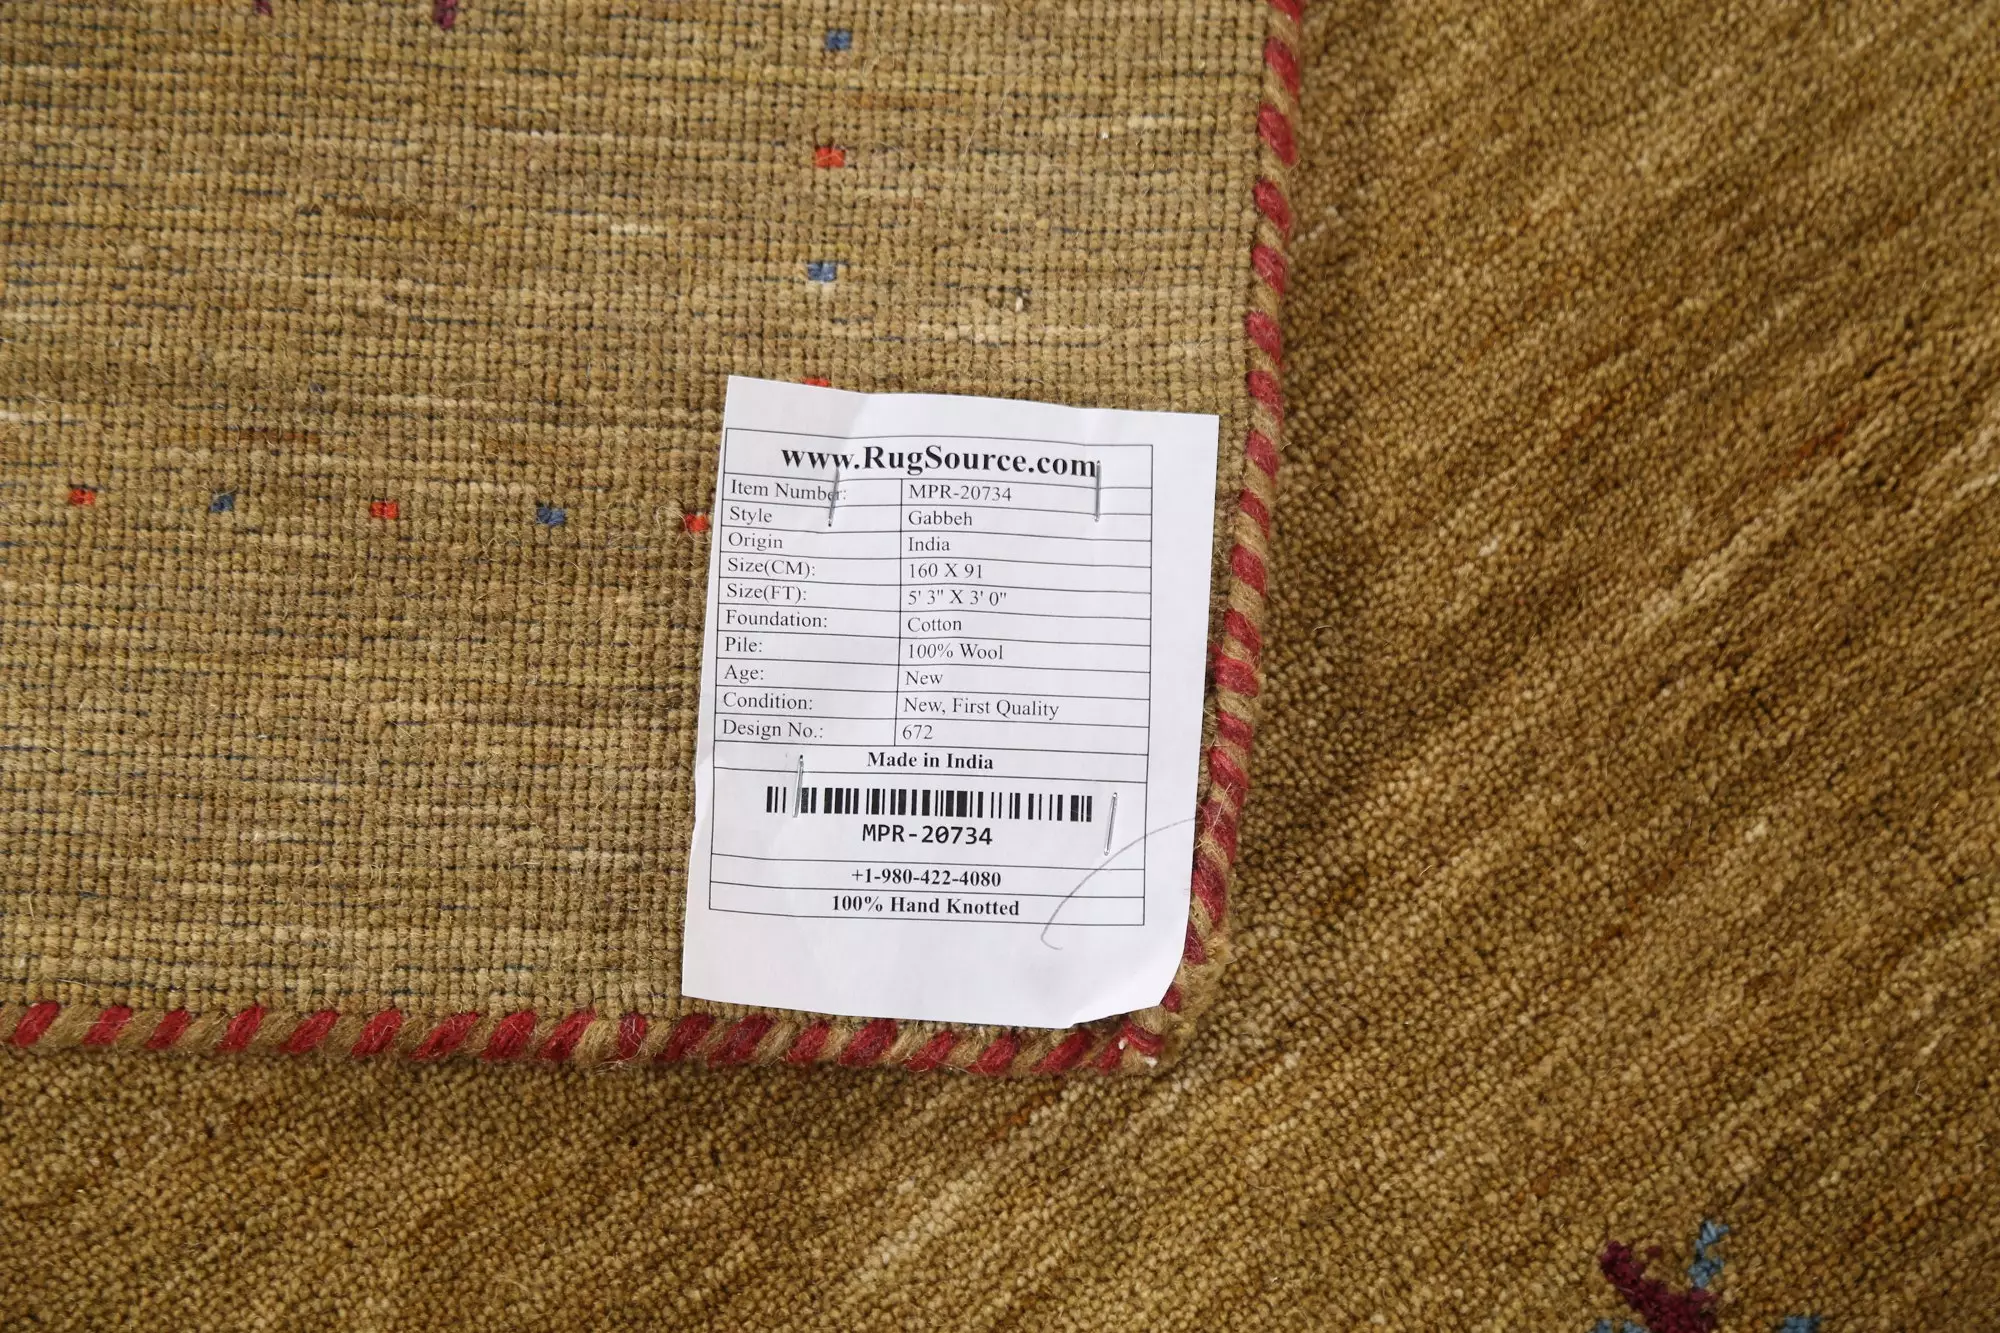 www.RugSource.com
Item Number: MPR-20734
Style Gabbeh
Origin India
Size(CM): 160 X 91
Size(FT): 5' 3" X 3' 0"
Foundation: Cotton
Pile: 100% Wool
Age: New
Condition: New, First Quality
Design No.: 672
Made in India
MPR-20734
+1-980-422-4080
100% Hand Knotted